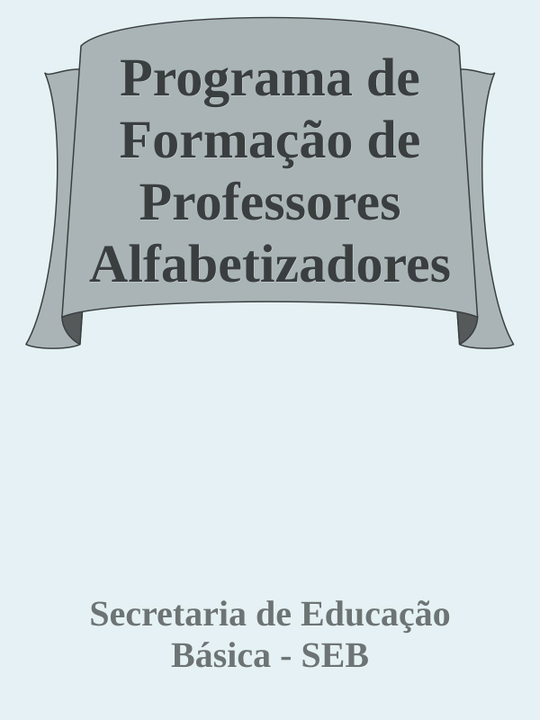 Programa de
Formação de
Professores
Alfabetizadores
Secretaria de Educação
Básica - SEB